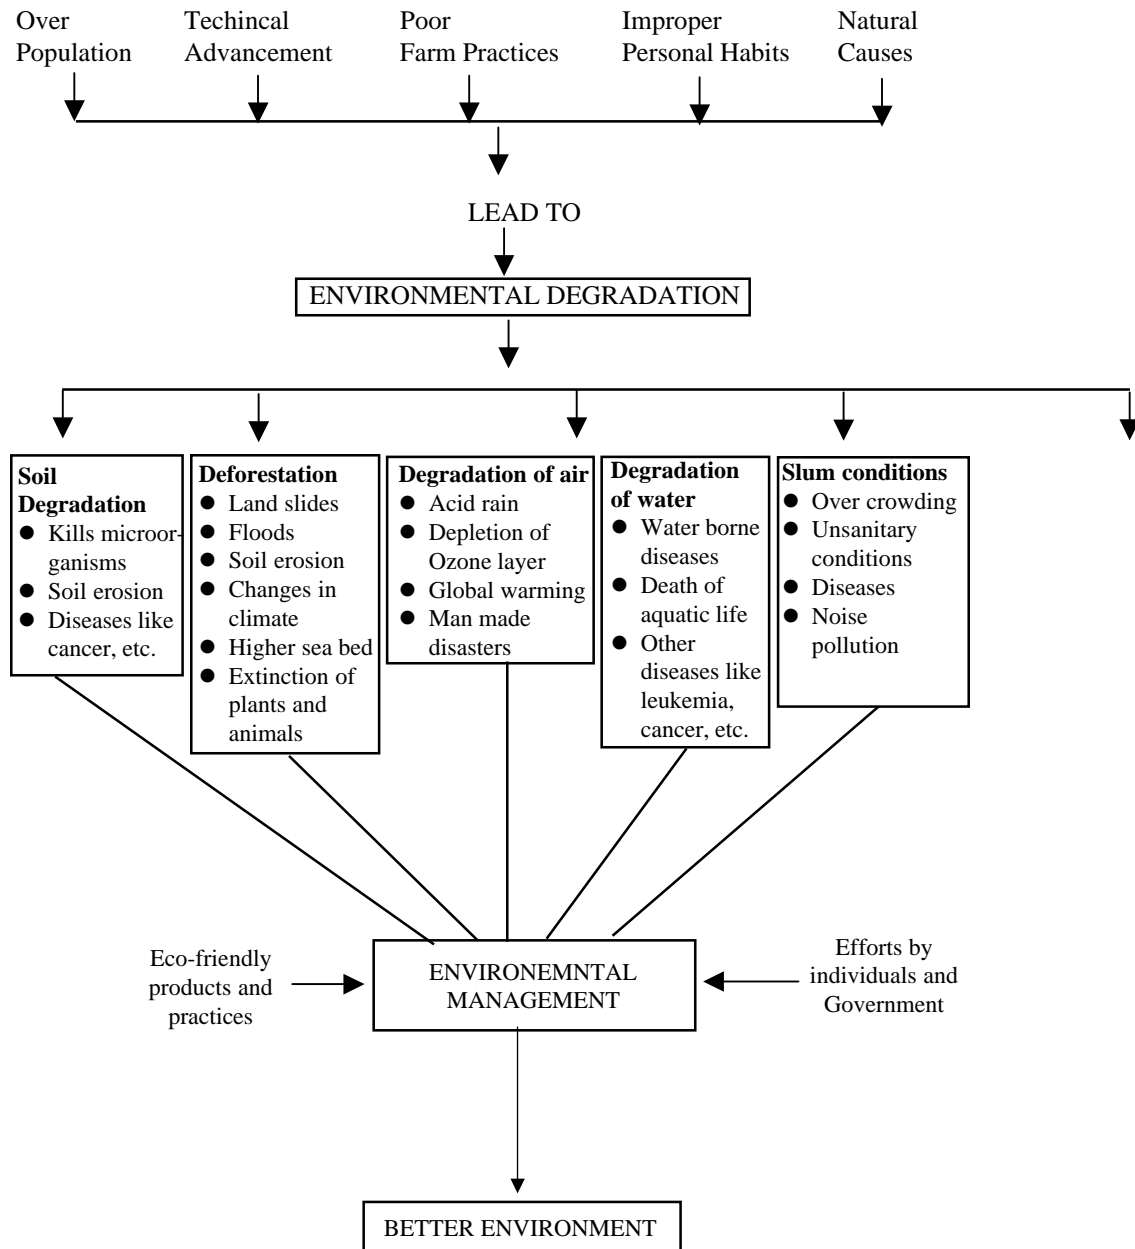 Over
Population
Techincal
Advancement
Poor
Farm Practices
Improper
Personal Habits
Natural
Causes
LEAD TO
ENVIRONMENTAL DEGRADATION
Soil
Degradation
● Kills microor-
ganisms
● Soil erosion
● Diseases like
cancer, etc.
Deforestation
● Land slides
● Floods
● Soil erosion
● Changes in
climate
● Higher sea bed
● Extinction of
plants and
animals
Degradation of air
● Acid rain
● Depletion of
Ozone layer
● Global warming
● Man made
disasters
Degradation
of water
● Water borne
diseases
● Death of
aquatic life
● Other
diseases like
leukemia,
cancer, etc.
Slum conditions
● Over crowding
● Unsanitary
conditions
● Diseases
● Noise
pollution
Eco-friendly
products and
practices
ENVIRONEMNTAL
MANAGEMENT
Efforts by
individuals and
Government
BETTER ENVIRONMENT